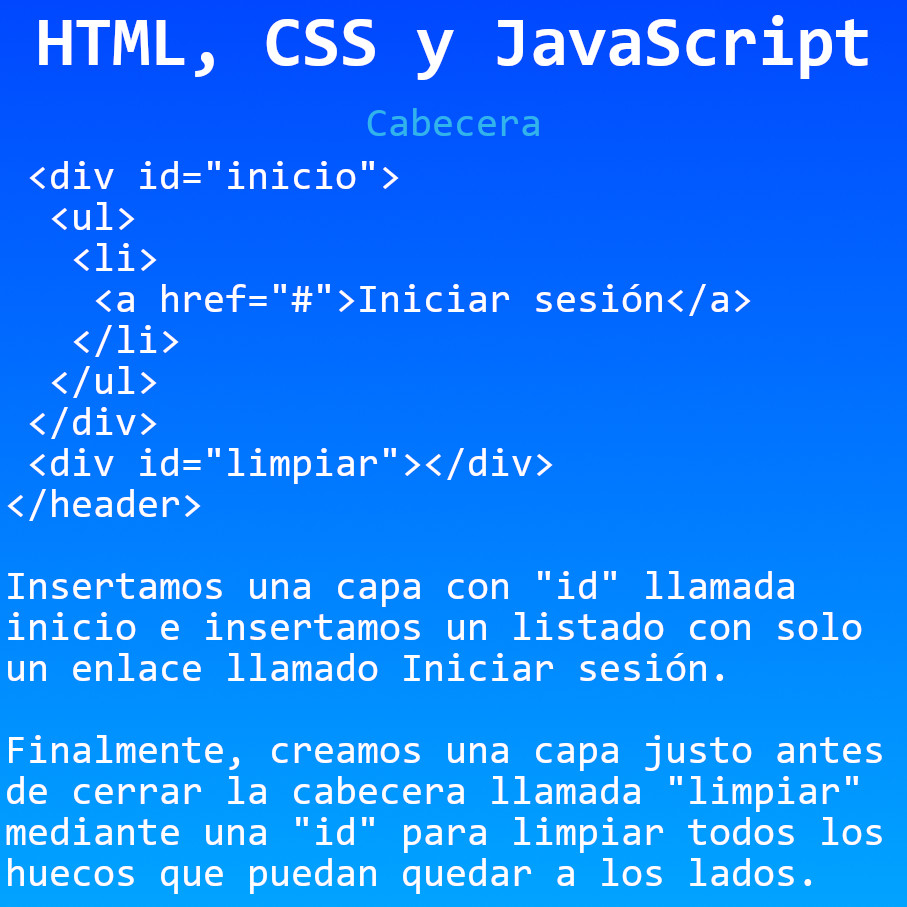 HTML, CSS y JavaScript
Cabecera
<div id="inicio">
<ul>
<li>
<a href="#">Iniciar sesión</a>
</li>
</ul>
</div>
<div id="limpiar"></div>
</header>
Insertamos una capa con "id" llamada
inicio e insertamos un listado con solo
un enlace llamado Iniciar sesión.
Finalmente, creamos una capa justo antes
de cerrar la cabecera llamada "limpiar"
mediante una "id" para limpiar todos los
huecos que puedan quedar a los lados.